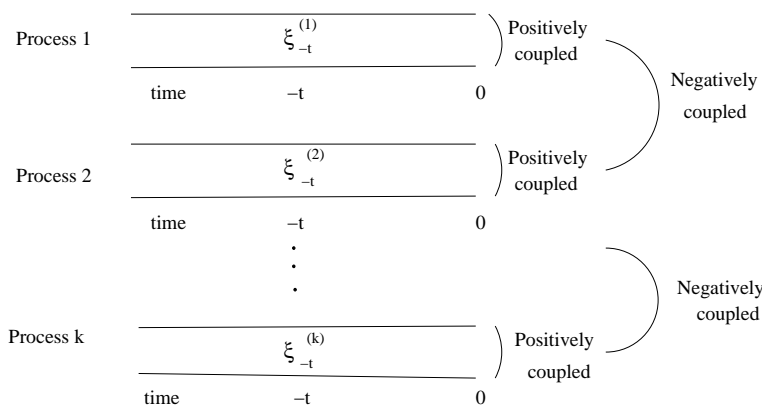 Process 1
ξ_{-t}^{(1)}
Positively
coupled
time –t 0
Negatively
coupled
Process 2
ξ_{-t}^{(2)}
Positively
coupled
time –t 0
Negatively
coupled
Process k
ξ_{-t}^{(k)}
Positively
coupled
time –t 0